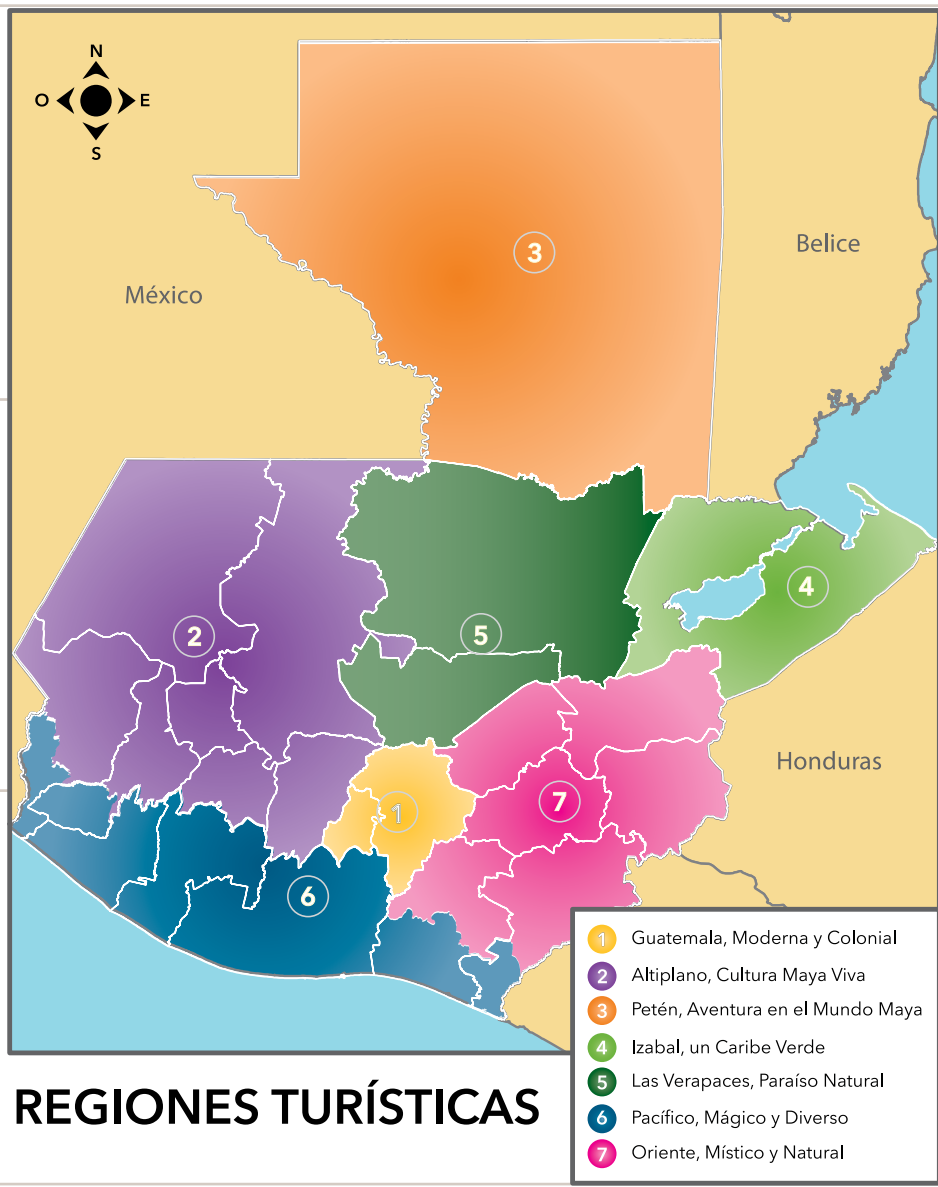 N
O E
S
3
Belice
México
4
2
5
Honduras
7
1
6
1 Guatemala, Moderna y Colonial
2 Altiplano, Cultura Maya Viva
3 Petén, Aventura en el Mundo Maya
4 Izabal, un Caribe Verde
5 Las Verapaces, Paraíso Natural
6 Pacífico, Mágico y Diverso
7 Oriente, Místico y Natural
REGIONES TURÍSTICAS